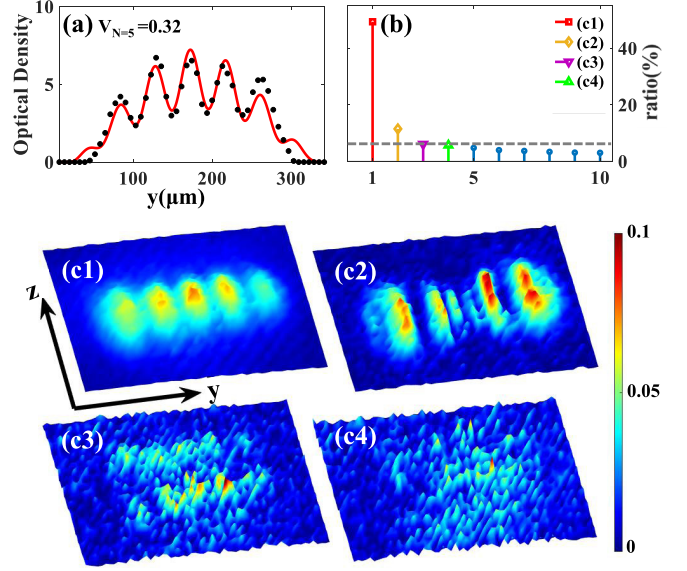 (a) V_N=5=0.32
Optical Density
10
5
0
100 200 300
y(μm)
(b)
(c1)
(c2)
(c3)
(c4)
40
20
0
ratio(%)
1 5 10
(c1)
(c2)
z
y
(c3)
(c4)
0.1
0.05
0